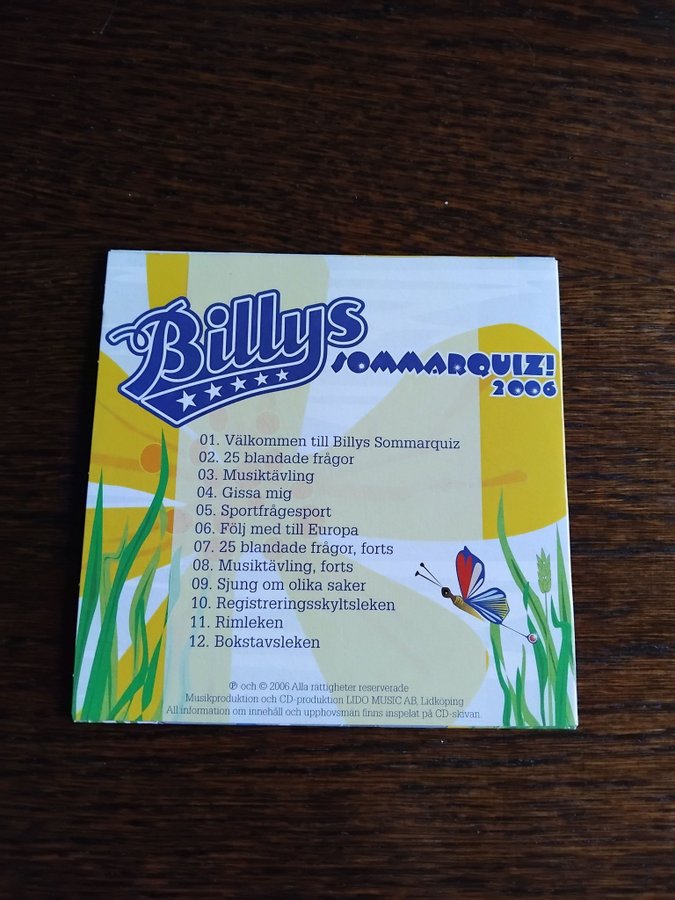 Billys
SOMMARQUIZ!
2006
01. Välkommen till Billys Sommarquiz
02. 25 blandade frågor
03. Musiktävling
04. Gissa mig
05. Sportfrågesport
06. Följ med till Europa
07. 25 blandade frågor, forts
08. Musiktävling, forts
09. Sjung om olika saker
10. Registreringsskyltsleken
11. Rimleken
12. Bokstavsleken
℗ och © 2006 Alla rättigheter reserverade
Musikproduktion och CD-produktion LIDO MUSIC AB, Lidköping
All information om innehåll och upphovsmän finns inspelat på CD-skivan.